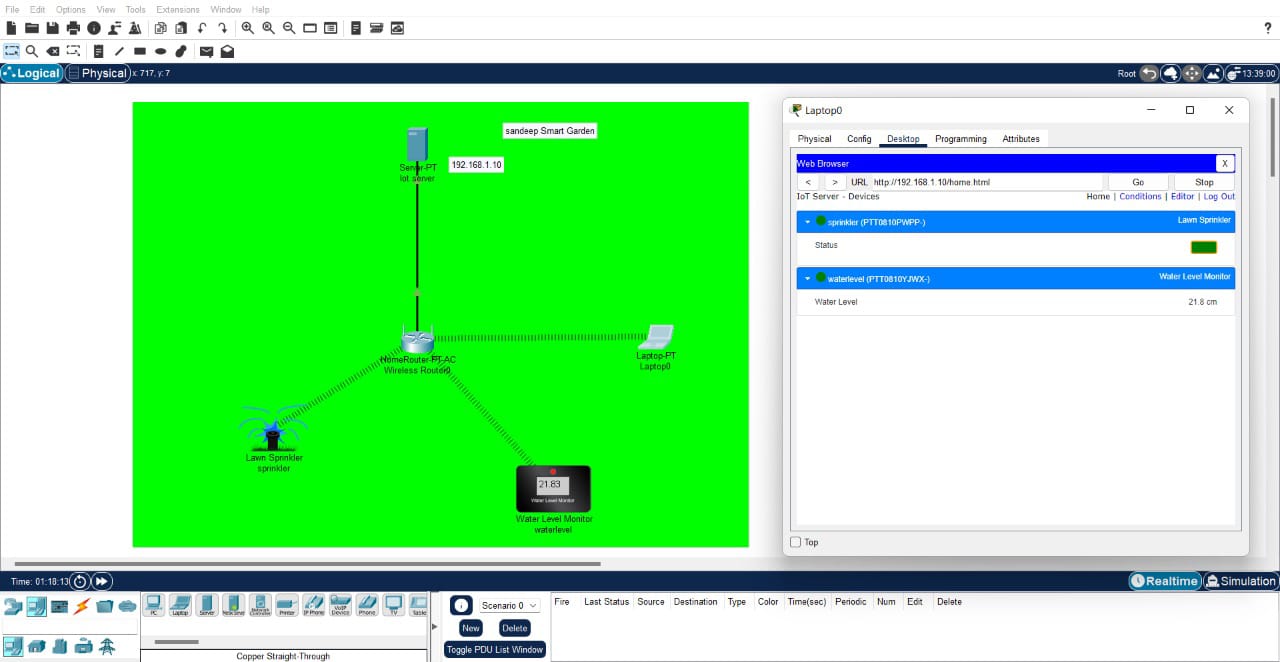 File Edit Options View Tools Extensions Window Help
?
Logical Physical x: 717, y: 7 Root 13:39:00
sandeep Smart Garden
Server-PT
Iot server
192.168.1.10
HomeRouter-PT-AC
Wireless Router0
Laptop-PT
Laptop0
Lawn Sprinkler
sprinkler
21.83
Water Level Monitor
Water Level Monitor
waterlevel
Laptop0
Physical Config Desktop Programming Attributes
Web Browser X
< > URL http://192.168.1.10/home.html Go Stop
IoT Server - Devices Home | Conditions | Editor | Log Out
sprinkler (PTT0810PWPP-) Lawn Sprinkler
Status
waterlevel (PTT0810YJWX-) Water Level Monitor
Water Level 21.8 cm
Top
Time: 01:18:13 Realtime Simulation
PC Laptop Server Printer IP Phone VoIP Device Phone TV Table
Copper Straight-Through
Scenario 0
New Delete
Toggle PDU List Window
Fire Last Status Source Destination Type Color Time(sec) Periodic Num Edit Delete